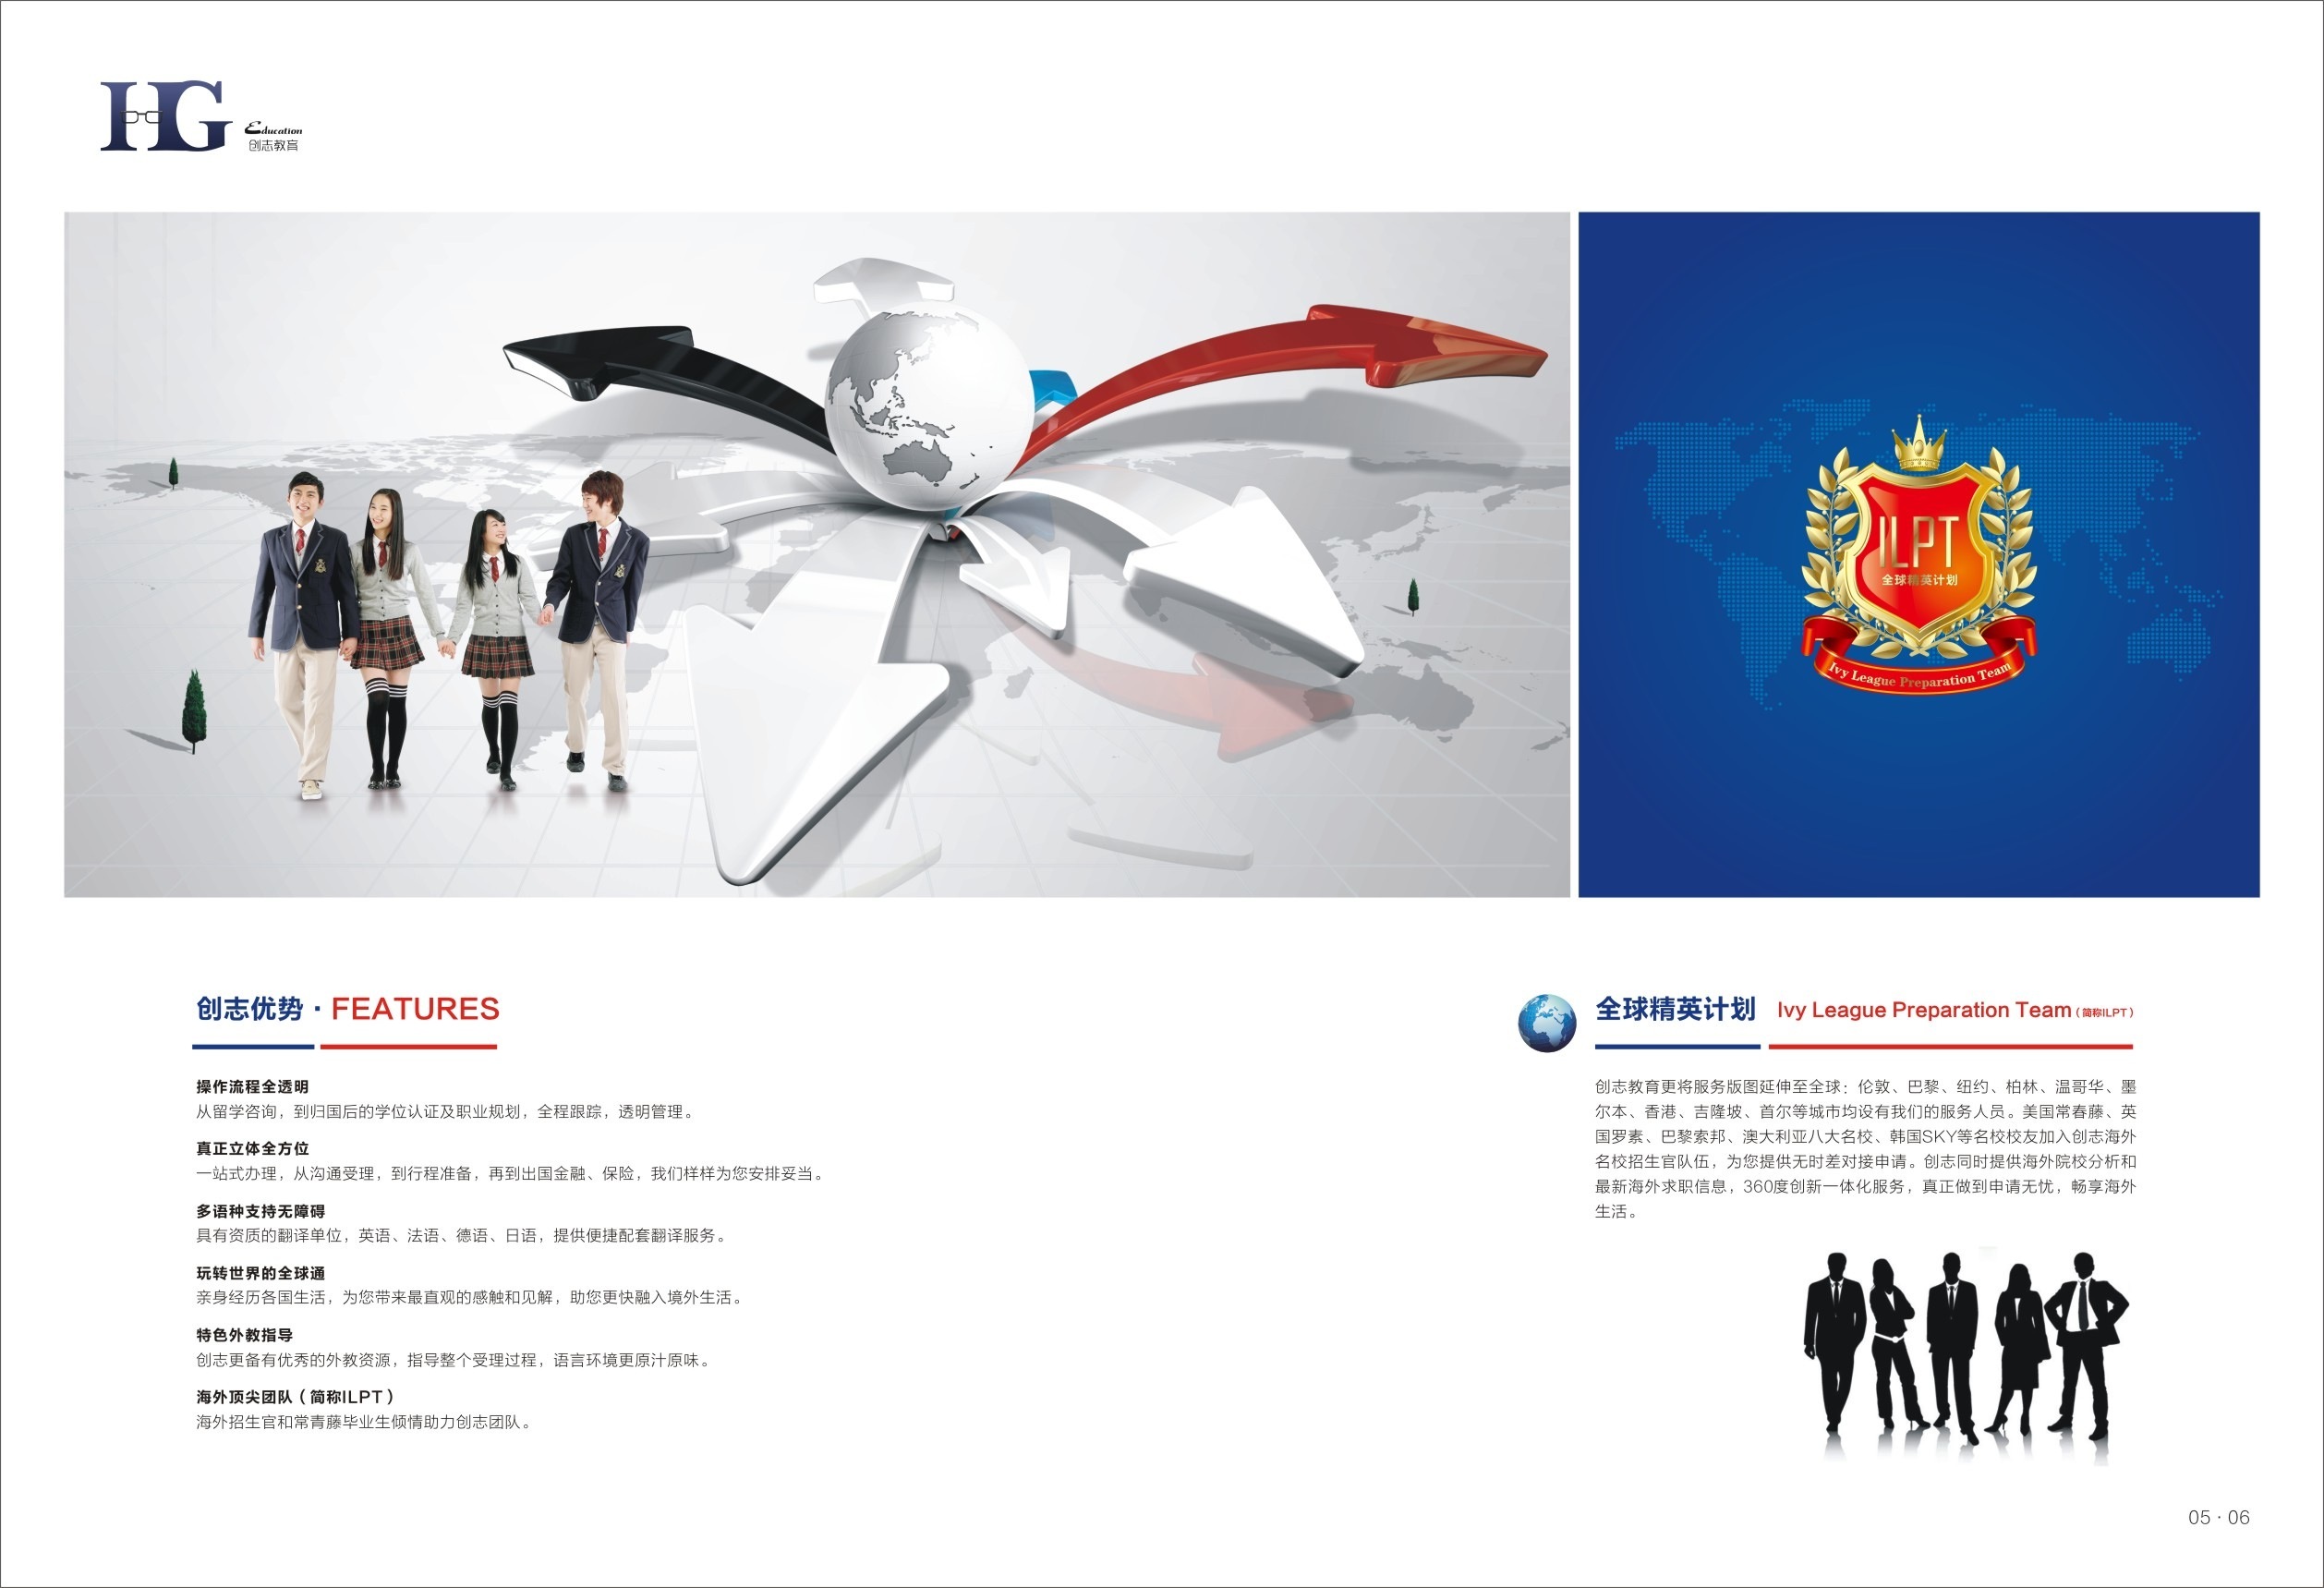 HG
Education
创志教育
ILPT
全球精英计划
Ivy League Preparation Team
创志优势·FEATURES
操作流程全透明
从留学咨询，到归国后的学位认证及职业规划，全程跟踪，透明管理。
真正立体全方位
一站式办理，从沟通受理，到行程准备，再到出国金融、保险，我们样样为您安排妥当。
多语种支持无障碍
具有资质的翻译单位，英语、法语、德语、日语，提供便捷配套翻译服务。
玩转世界的全球通
亲身经历各国生活，为您带来最直观的感触和见解，助您更快融入境外生活。
特色外教指导
创志更备有优秀的外教资源，指导整个受理过程，语言环境更原汁原味。
海外顶尖团队（简称ILPT）
海外招生官和常青藤毕业生倾情助力创志团队。
全球精英计划 Ivy League Preparation Team（简称ILPT）
创志教育更将服务版图延伸至全球：伦敦、巴黎、纽约、柏林、温哥华、墨
尔本、香港、吉隆坡、首尔等城市均设有我们的服务人员。美国常春藤、英
国罗素、巴黎索邦、澳大利亚八大名校、韩国SKY等名校校友加入创志海外
名校招生官队伍，为您提供无时差对接申请。创志同时提供海外院校分析和
最新海外求职信息，360度创新一体化服务，真正做到申请无忧，畅享海外
生活。
05·06